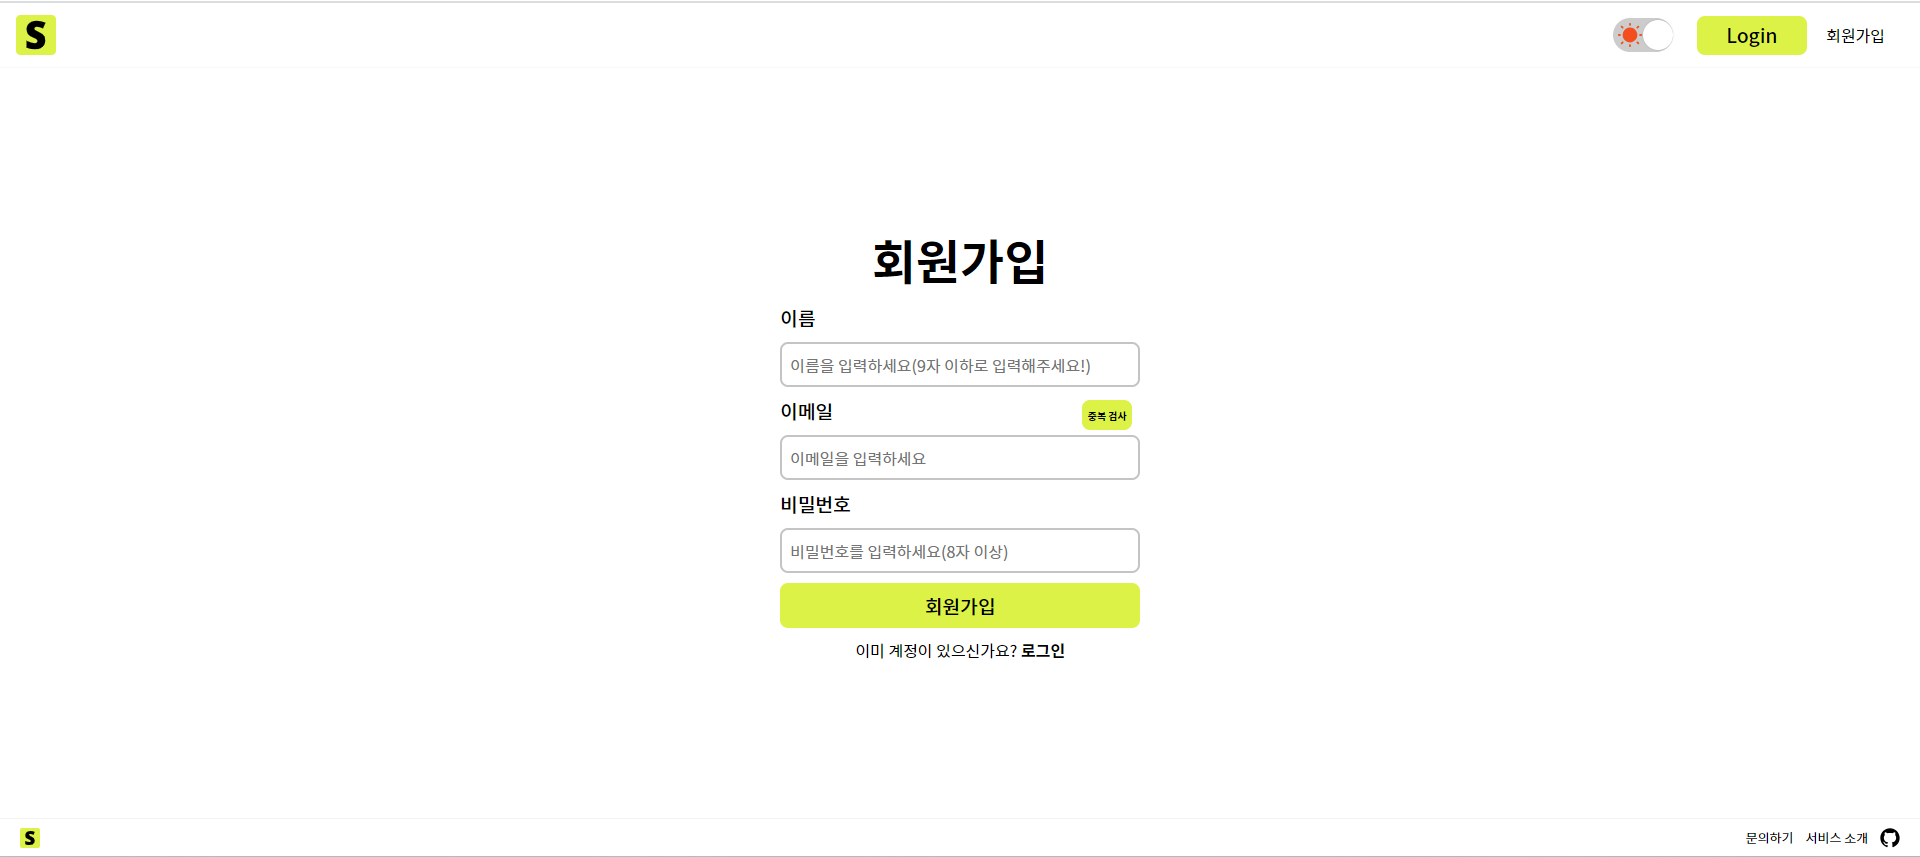 S
Login 회원가입
회원가입
이름
이름을 입력하세요(9자 이하로 입력해주세요!)
이메일 중복 검사
이메일을 입력하세요
비밀번호
비밀번호를 입력하세요(8자 이상)
회원가입
이미 계정이 있으신가요? 로그인
S
문의하기 서비스 소개